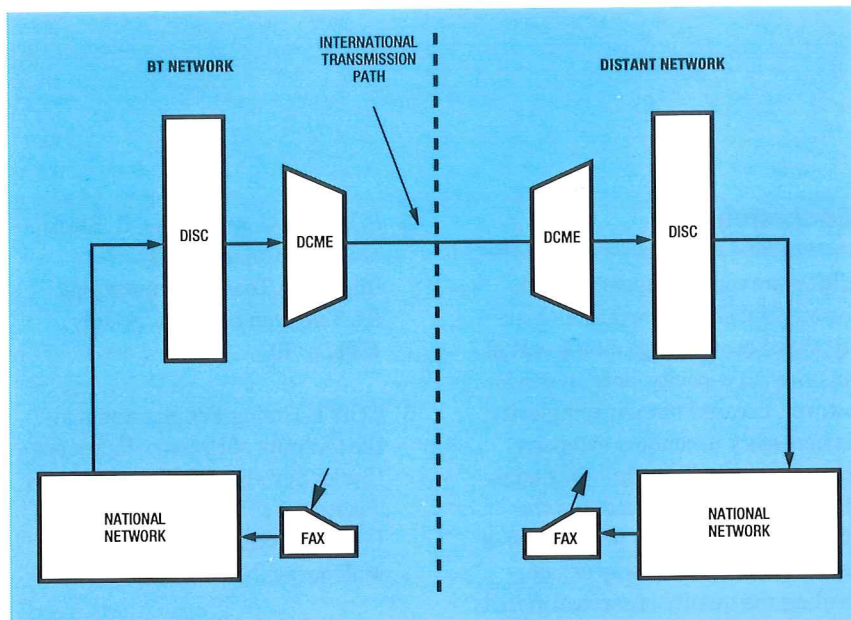 INTERNATIONAL
TRANSMISSION
PATH
BT NETWORK
DISTANT NETWORK
DISC
DCME
DCME
DISC
NATIONAL
NETWORK
FAX
FAX
NATIONAL
NETWORK